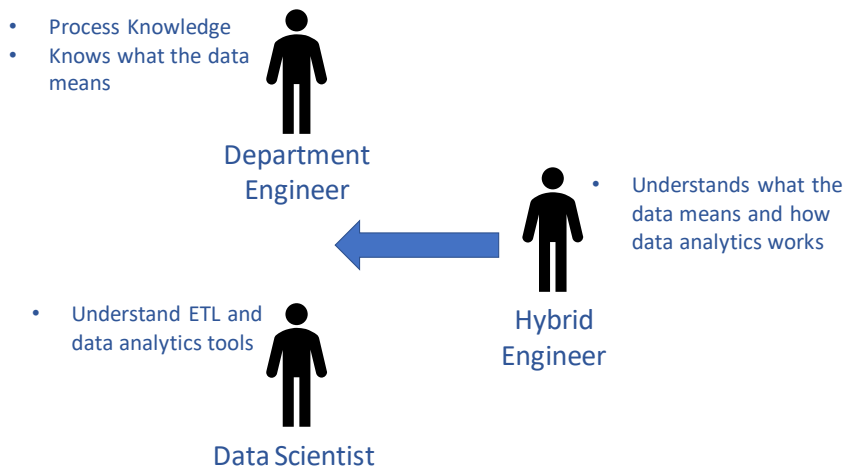 • Process Knowledge
• Knows what the data
means
Department
Engineer
• Understands what the
data means and how
data analytics works
Hybrid
Engineer
• Understand ETL and
data analytics tools
Data Scientist